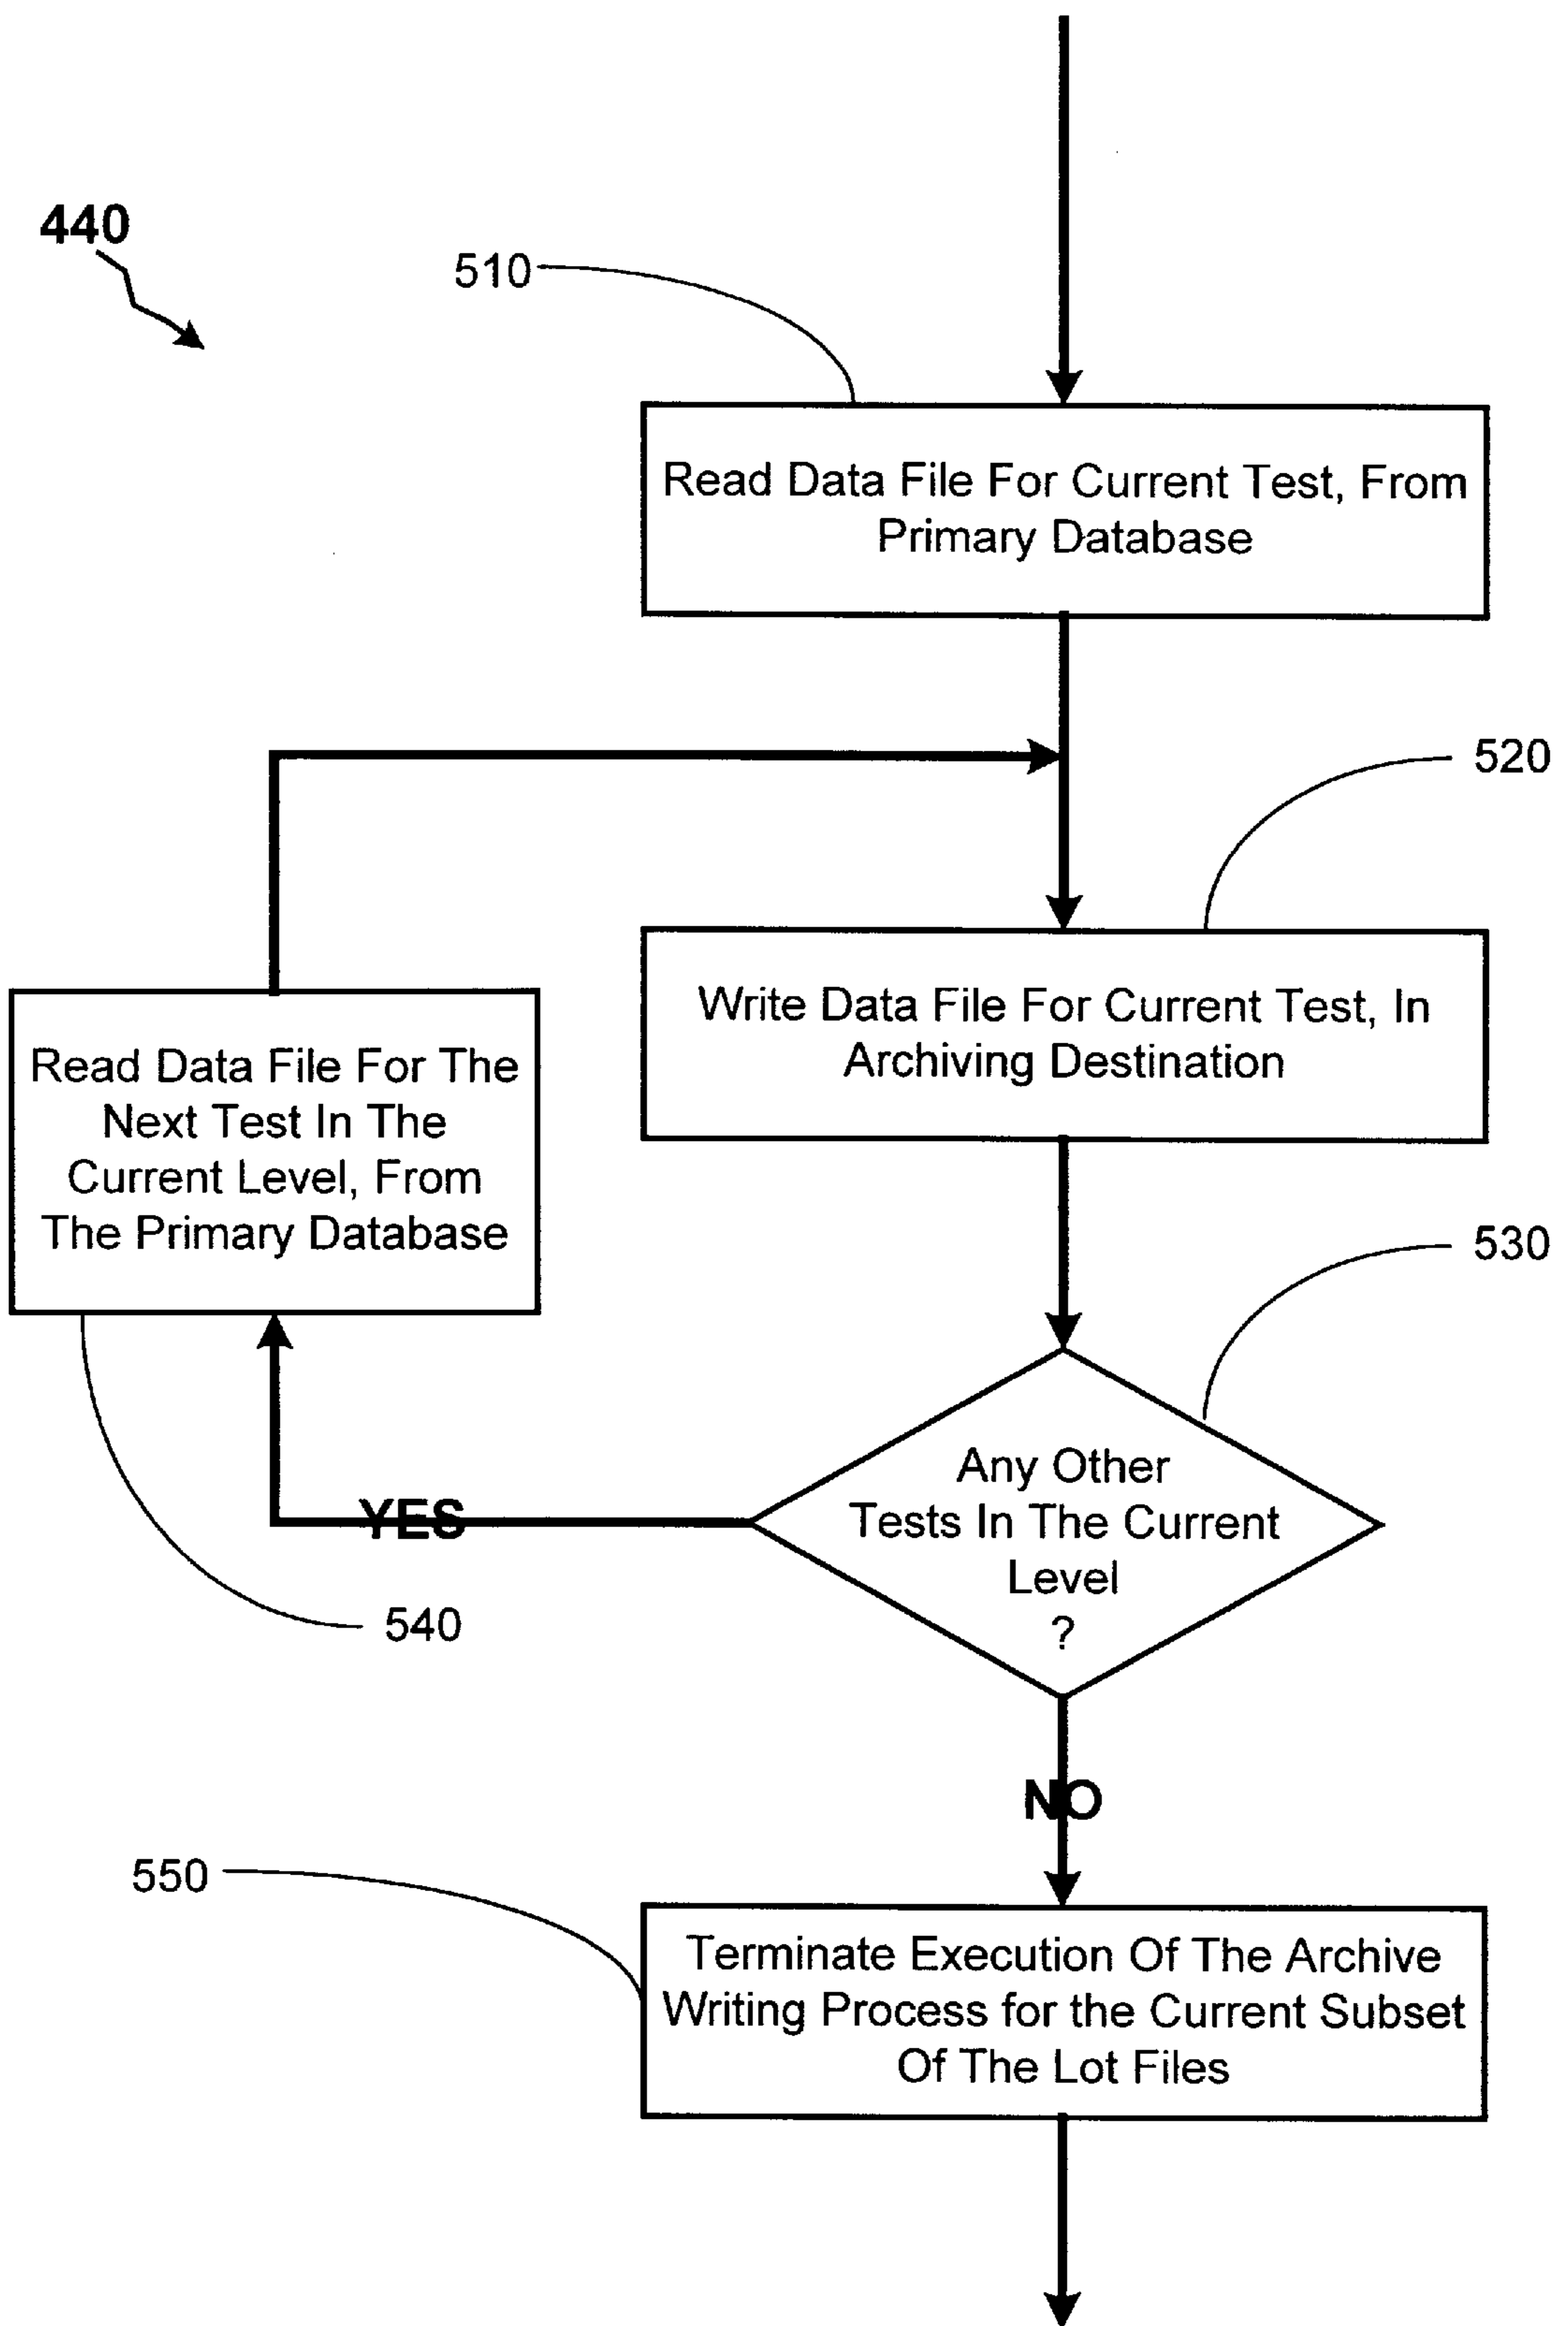 440
510
Read Data File For Current Test, From
Primary Database
520
Write Data File For Current Test, In
Archiving Destination
Read Data File For The
Next Test In The
Current Level, From
The Primary Database
530
Any Other
Tests In The Current
Level
?
YES
540
NO
550
Terminate Execution Of The Archive
Writing Process for the Current Subset
Of The Lot Files